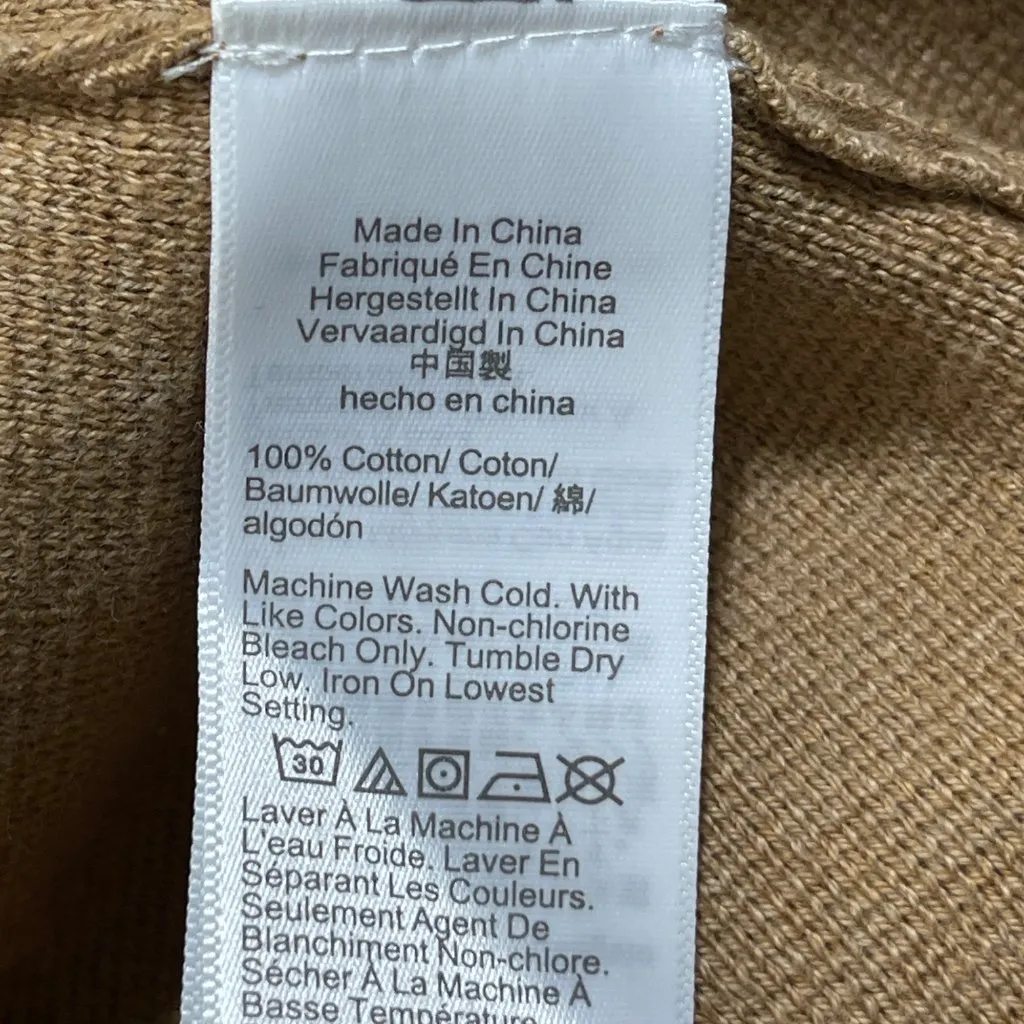 Made In China
Fabriqué En Chine
Hergestellt In China
Vervaardigd In China
中国製
hecho en china
100% Cotton/ Coton/
Baumwolle/ Katoen/ 綿/
algodón
Machine Wash Cold. With
Like Colors. Non-chlorine
Bleach Only. Tumble Dry
Low. Iron On Lowest
Setting.
30
Laver À La Machine À
L'eau Froide. Laver En
Séparant Les Couleurs.
Seulement Agent De
Blanchiment Non-chlore.
Sécher À La Machine À
Basse Température